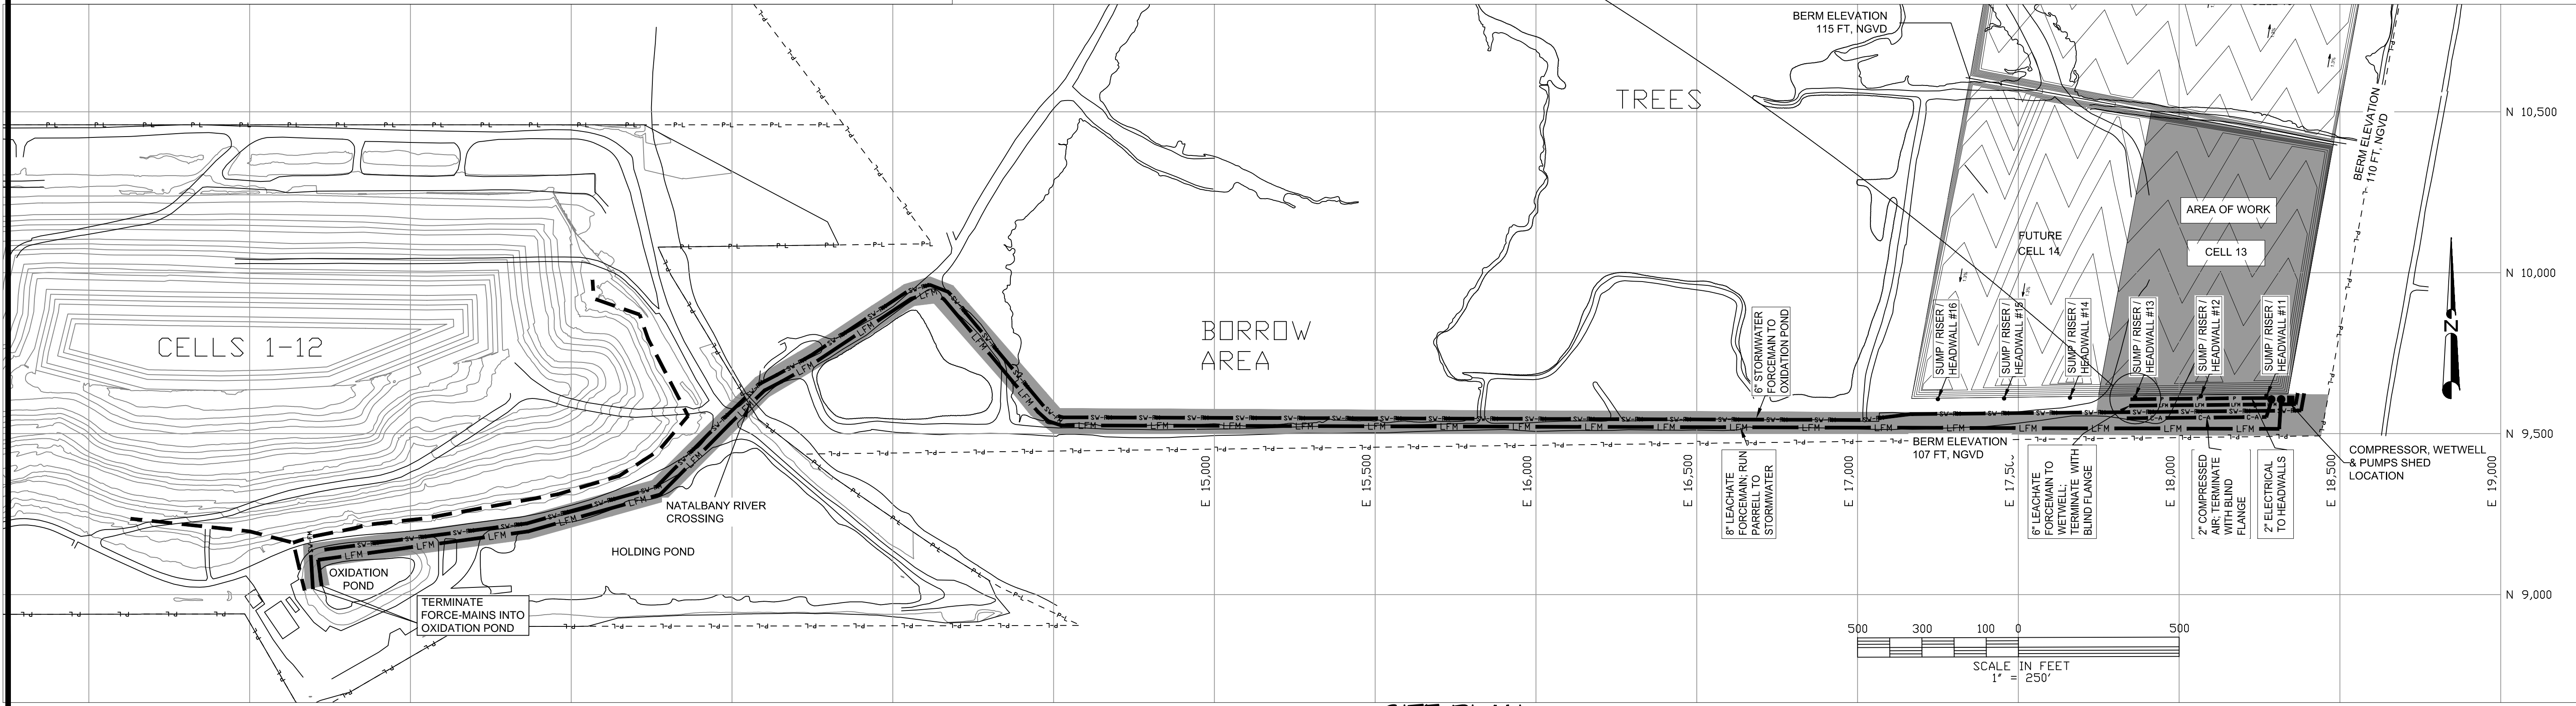 BERM ELEVATION
115 FT, NGVD
TREES
BERM ELEVATION
110 FT, NGVD
N 10,500
AREA OF WORK
FUTURE
CELL 14
CELL 13
N 10,000
CELLS 1-12
BORROW
AREA
6" STORMWATER
FORCEMAIN TO
OXIDATION POND
SUMP / RISER /
HEADWALL #16
SUMP / RISER /
HEADWALL #15
SUMP / RISER /
HEADWALL #14
SUMP / RISER /
HEADWALL #13
SUMP / RISER /
HEADWALL #12
SUMP / RISER /
HEADWALL #11
N
N 9,500
BERM ELEVATION
107 FT, NGVD
COMPRESSOR, WETWELL
& PUMPS SHED
LOCATION
E 15,000
E 15,500
E 16,000
E 16,500
E 17,000
E 17,500
E 18,000
E 18,500
E 19,000
8" LEACHATE
FORCEMAIN; RUN
PARRELL TO
STORMWATER
6" LEACHATE
FORCEMAIN TO
WETWELL;
TERMINATE WITH
BLIND FLANGE
2" COMPRESSED
AIR; TERMINATE
WITH BLIND
FLANGE
2" ELECTRICAL
TO HEADWALLS
NATALBANY RIVER
CROSSING
HOLDING POND
OXIDATION
POND
TERMINATE
FORCE-MAINS INTO
OXIDATION POND
N 9,000
500 300 100 0 500
SCALE IN FEET
1" = 250'